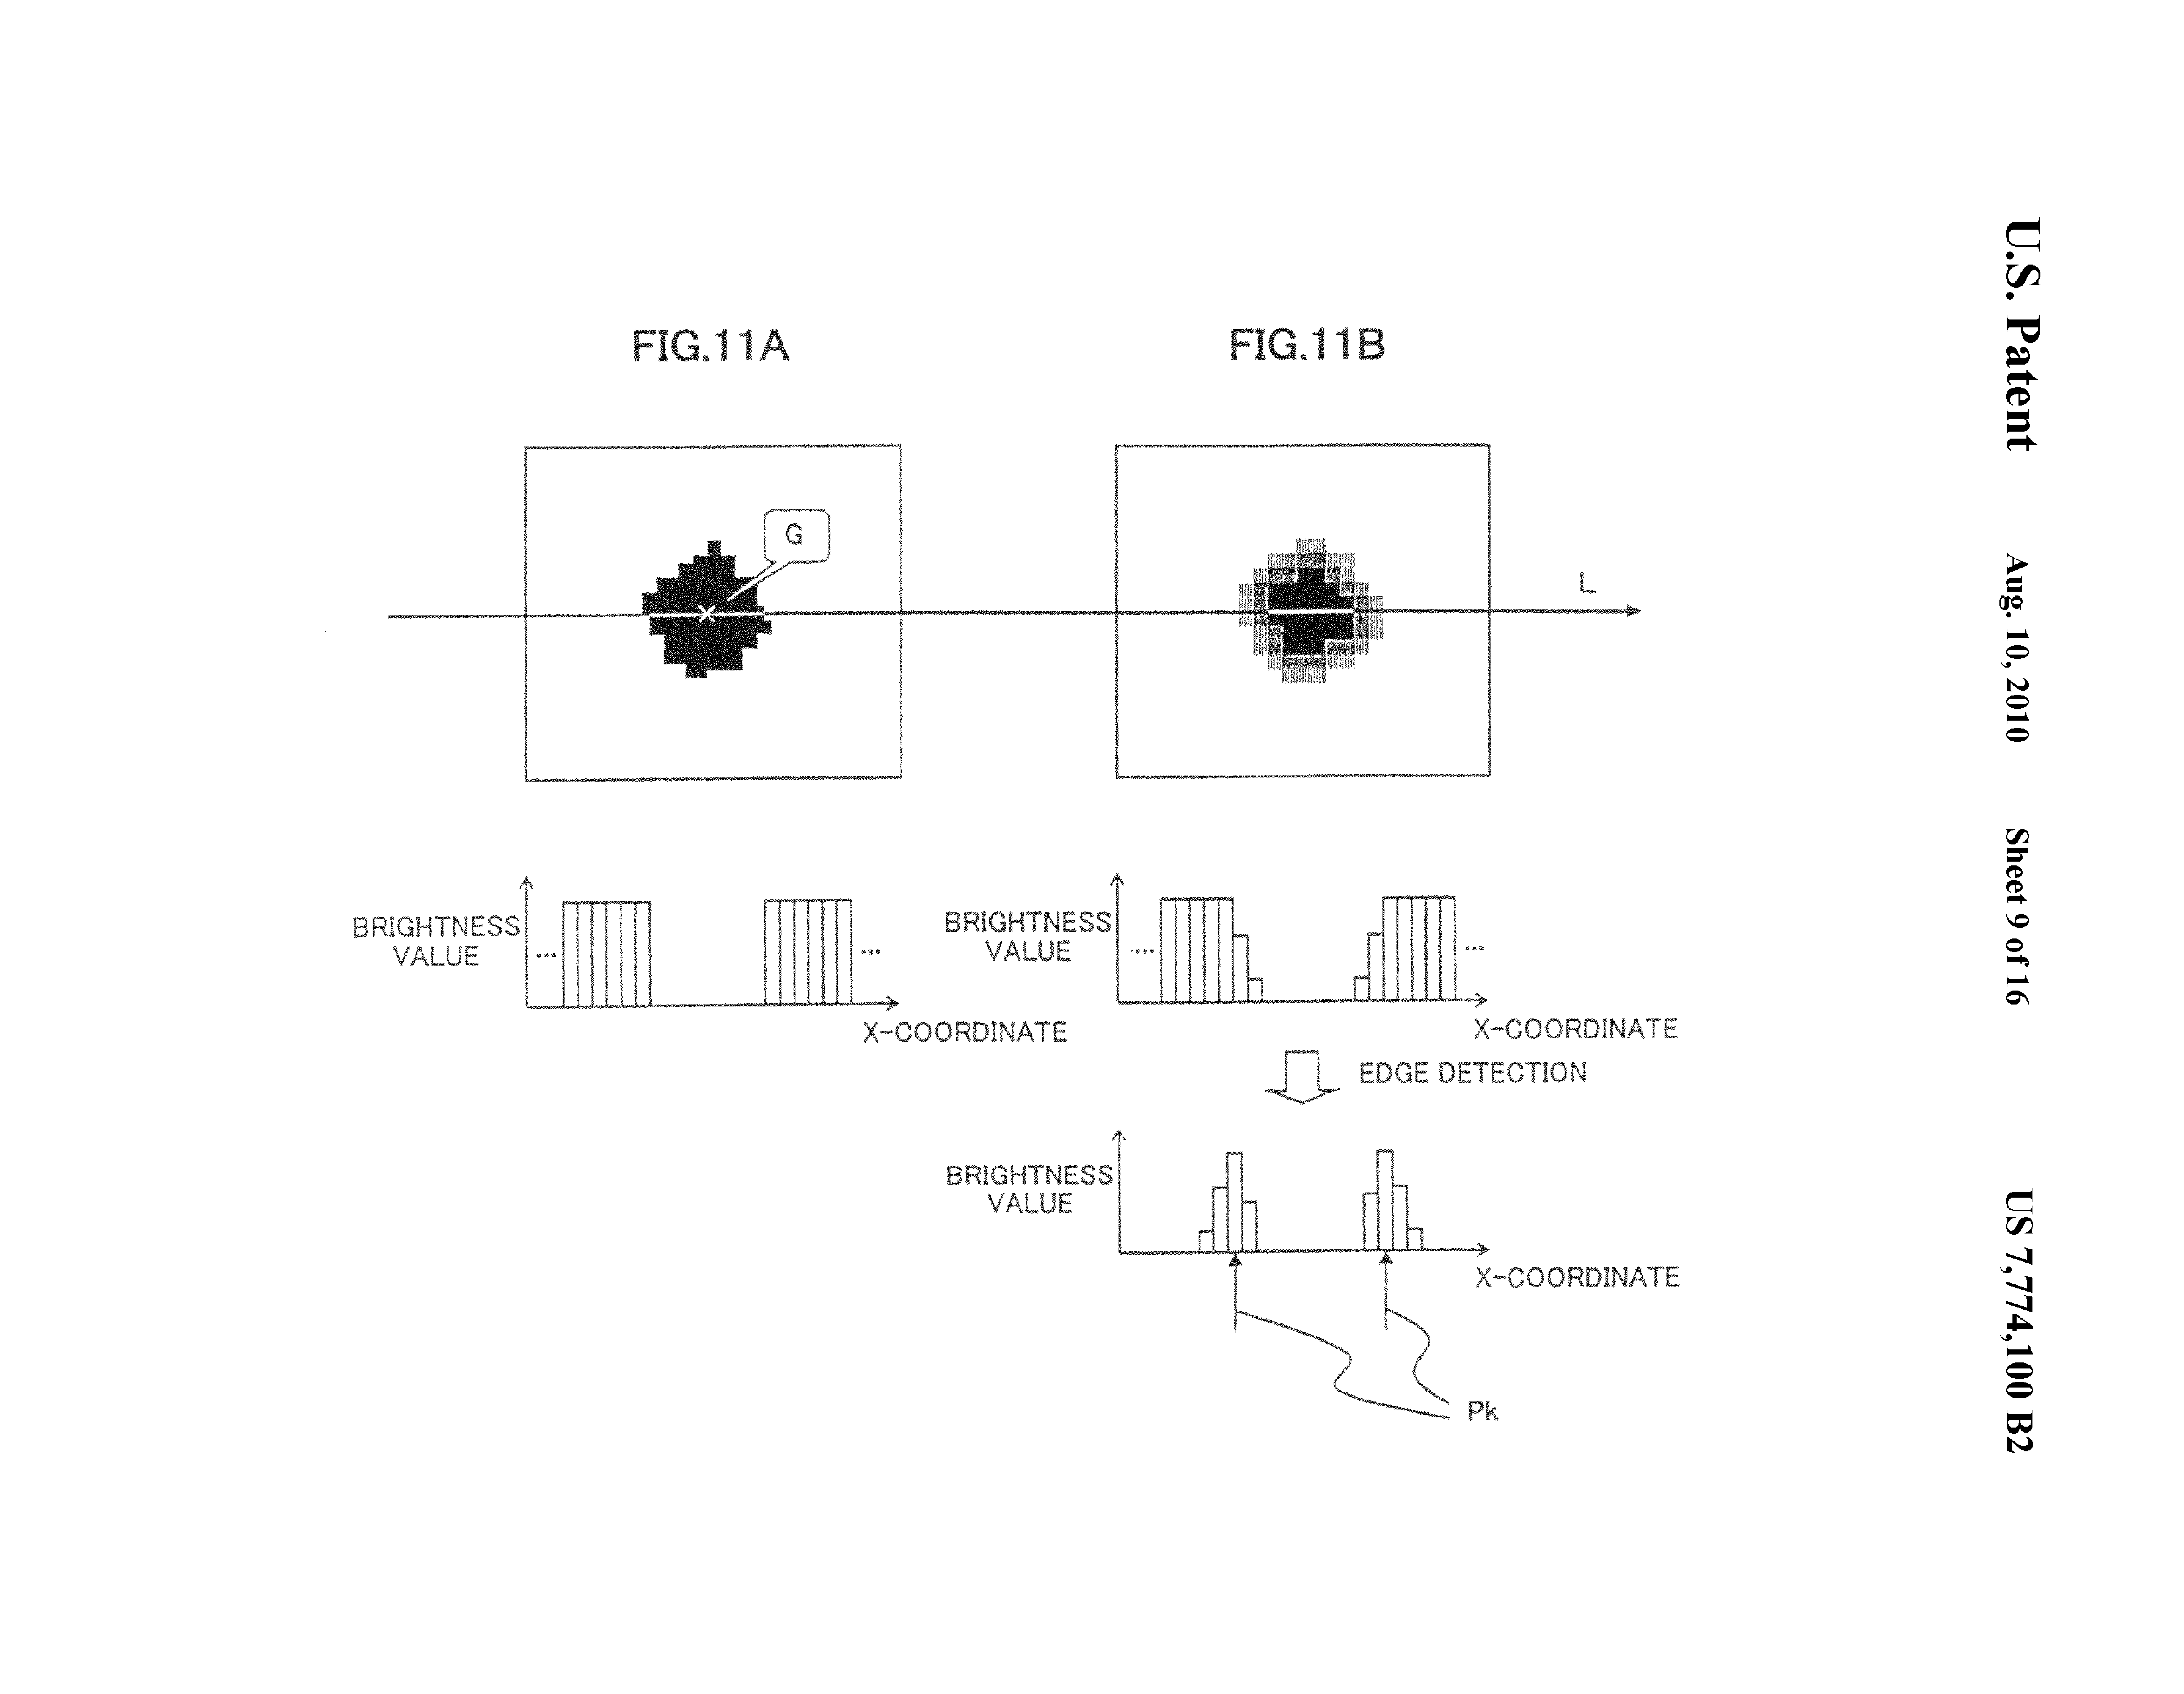 U.S. Patent Aug. 10, 2010 Sheet 9 of 16 US 7,774,100 B2
FIG.11A
FIG.11B
G
L
BRIGHTNESS
VALUE
...
...
X-COORDINATE
BRIGHTNESS
VALUE
....
...
X-COORDINATE
EDGE DETECTION
BRIGHTNESS
VALUE
X-COORDINATE
Pk